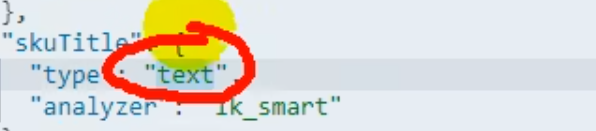 },
"skuTitle": {
"type": "text",
"analyzer": "ik_smart"